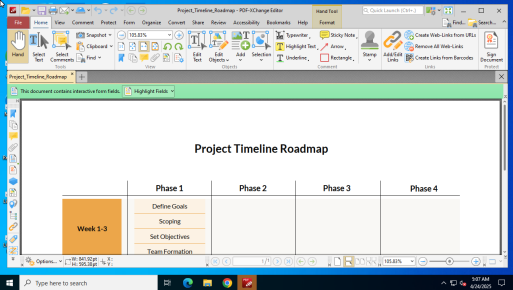 Project_Timeline_Roadmap - PDF-XChange Editor
Hand Tool
Quick Launch (Ctrl+.)
File Home View Comment Protect Form Organize Convert Share Review Accessibility Bookmarks Help Format
Find... Search...
Hand
Select Text
Select Comments
Snapshot
Clipboard
Find
Tools
105.83%
View
Edit Text
Edit Objects
Add
Selection
Objects
Typewriter
Highlight Text
Underline
Sticky Note
Arrow
Rectangle
Comment
Stamp
Add/Edit Links
Create Web-Links from URLs
Remove All Web-Links
Create Links from Barcodes
Links
Sign Document
Protect
Project_Timeline_Roadmap
This document contains interactive form fields.
Highlight Fields
Project Timeline Roadmap
Phase 1 Phase 2 Phase 3 Phase 4
Week 1-3
Define Goals
Scoping
Set Objectives
Team Formation
Options...
W: 841.92pt
H: 595.38pt
X:
Y:
1/1
105.83%
Type here to search
5:07 AM
4/24/2025